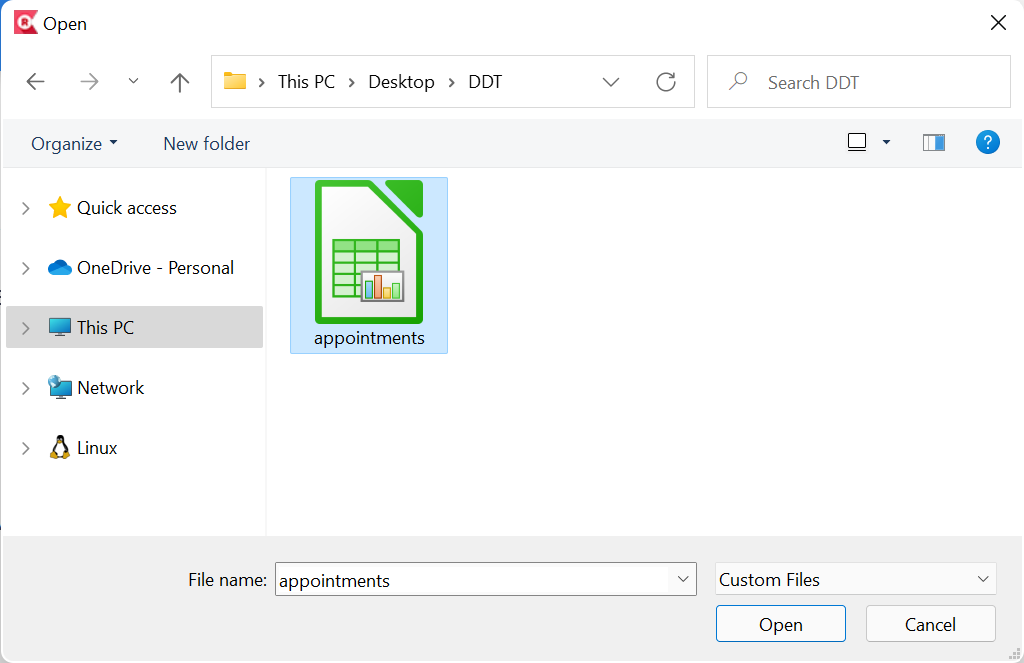 Open
This PC
Desktop
DDT
Search DDT
Organize
New folder
?
Quick access
OneDrive - Personal
This PC
Network
Linux
appointments
File name:
appointments
Custom Files
Open
Cancel